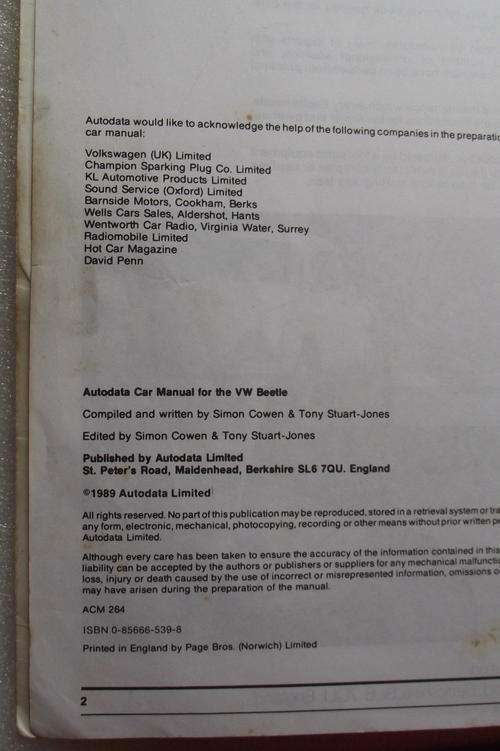 Autodata would like to acknowledge the help of the following companies in the preparation
car manual:
Volkswagen (UK) Limited
Champion Sparking Plug Co. Limited
KL Automotive Products Limited
Sound Service (Oxford) Limited
Barnside Motors, Cookham, Berks
Wells Cars Sales, Aldershot, Hants
Wentworth Car Radio, Virginia Water, Surrey
Radiomobile Limited
Hot Car Magazine
David Penn
Autodata Car Manual for the VW Beetle
Compiled and written by Simon Cowen & Tony Stuart-Jones
Edited by Simon Cowen & Tony Stuart-Jones
Published by Autodata Limited
St. Peter's Road, Maidenhead, Berkshire SL6 7QU. England
©1989 Autodata Limited
All rights reserved. No part of this publication may be reproduced, stored in a retrieval system or
any form, electronic, mechanical, photocopying, recording or other means without prior written
Autodata Limited.
Although every care has been taken to ensure the accuracy of the information contained in this
liability can be accepted by the authors or publishers or suppliers for any mechanical
loss, injury or death caused by the use of incorrect or misrepresented information, omissions
may have arisen during the preparation of the manual.
ACM 264
ISBN 0-85666-539-8
Printed in England by Page Bros. (Norwich) Limited
2